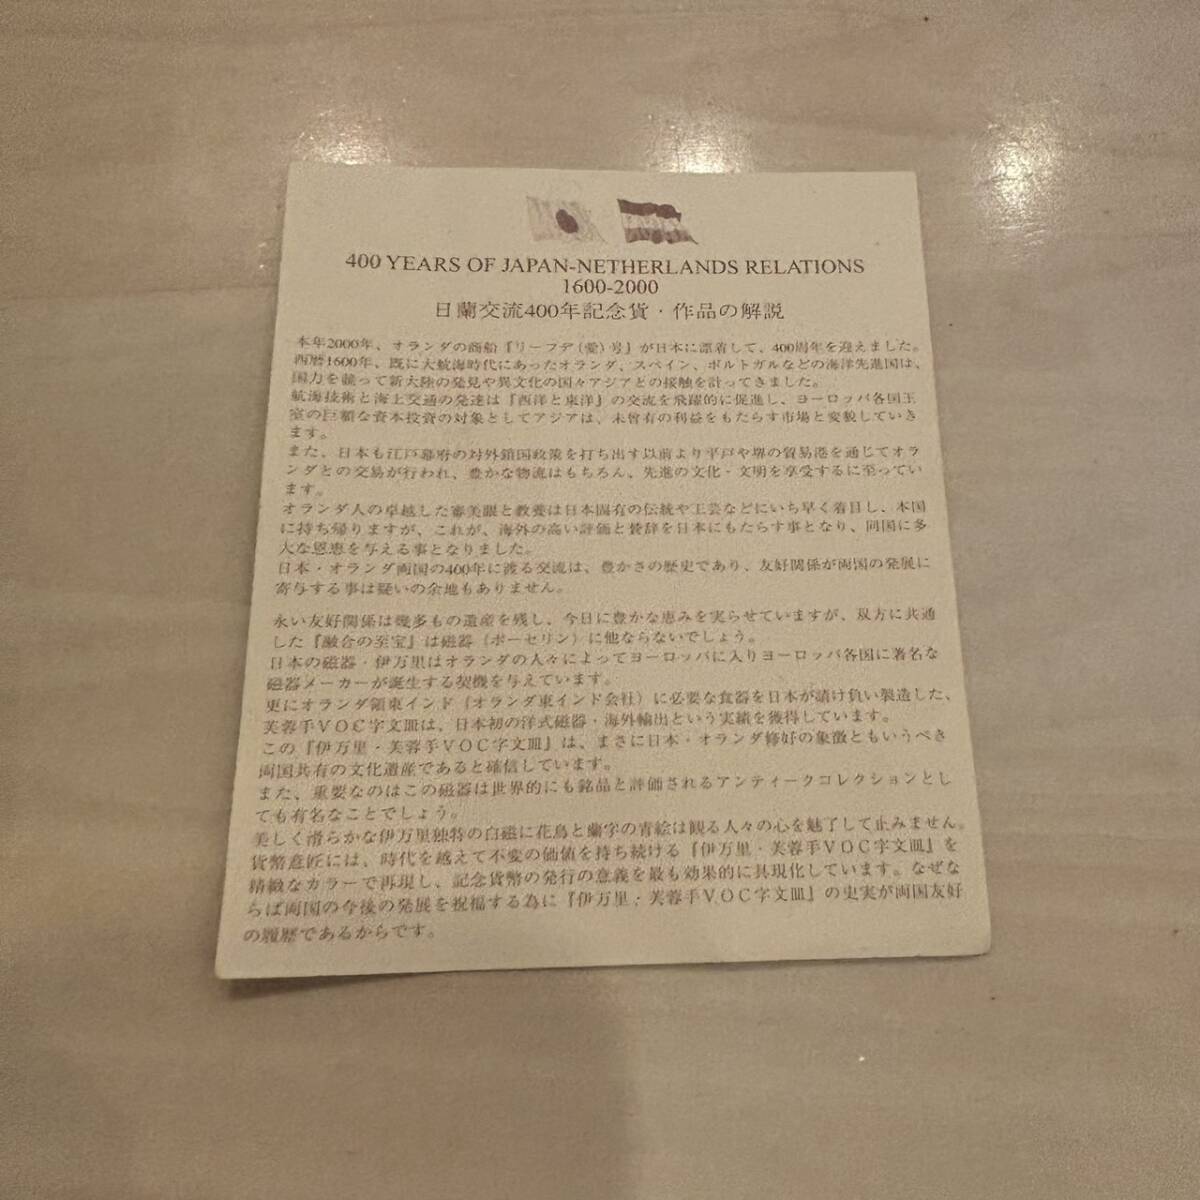 400 YEARS OF JAPAN-NETHERLANDS RELATIONS
1600-2000
日蘭交流400年記念貨・作品の解説
本年2000年、オランダの商船『リーフデ(愛)号』が日本に漂着して、400周年を迎えました。
西暦1600年、既に大航海時代にあったオランダ、スペイン、ポルトガルなどの海洋先進国は、
国力を競って新大陸の発見や異文化の国々アジアとの接触を計ってきました。
航海技術と海上交通の発達は『西洋と東洋』の交流を飛躍的に促進し、ヨーロッパ各国王
室の巨額な資本投資の対象としてアジアは、未曾有の利益をもたらす市場と変貌していき
ます。
また、日本も江戸幕府の対外鎖国政策を打ち出す以前より平戸や堺の貿易港を通じてオラ
ンダとの交易が行われ、豊かな物流はもちろん、先進の文化・文明を享受するに至ってい
ます。
オランダ人の卓越した審美眼と教養は日本固有の伝統や工芸などにいち早く着目し、本国
に持ち帰りますが、これが、海外の高い評価と賛辞を日本にもたらす事となり、両国に多
大な恩恵を与える事となりました。
日本・オランダ両国の400年に渡る交流は、豊かさの歴史であり、友好関係が両国の発展に
寄与する事は疑いの余地もありません。
永い友好関係は幾多もの遺産を残し、今日に豊かな恵みを実らせていますが、双方に共通
した『融合の至宝』は磁器（ポーセリン）に他ならないでしょう。
日本の磁器・伊万里はオランダの人々によってヨーロッパに入りヨーロッパ各国に著名な
磁器メーカーが誕生する契機を与えています。
更にオランダ領東インド（オランダ東インド会社）に必要な食器を日本が請け負い製造した、
芙蓉手VOC字文皿は、日本初の洋式磁器・海外輸出という実績を獲得しています。
この『伊万里・芙蓉手VOC字文皿』は、まさに日本・オランダ修好の象徴ともいうべき
両国共有の文化遺産であると確信しています。
また、重要なのはこの磁器は世界的にも銘品と評価されるアンティークコレクションとし
ても有名なことでしょう。
美しく滑らかな伊万里独特の白磁に花鳥と蘭字の青絵は観る人々の心を魅了して止みません。
貨幣意匠には、時代を越えて不変の価値を持ち続ける『伊万里・芙蓉手VOC字文皿』を
精緻なカラーで再現し、記念貨幣の発行の意義を最も効果的に具現化しています。なぜな
らば両国の今後の発展を祝福する為に『伊万里・芙蓉手VOC字文皿』の史実が両国友好
の履歴であるからです。